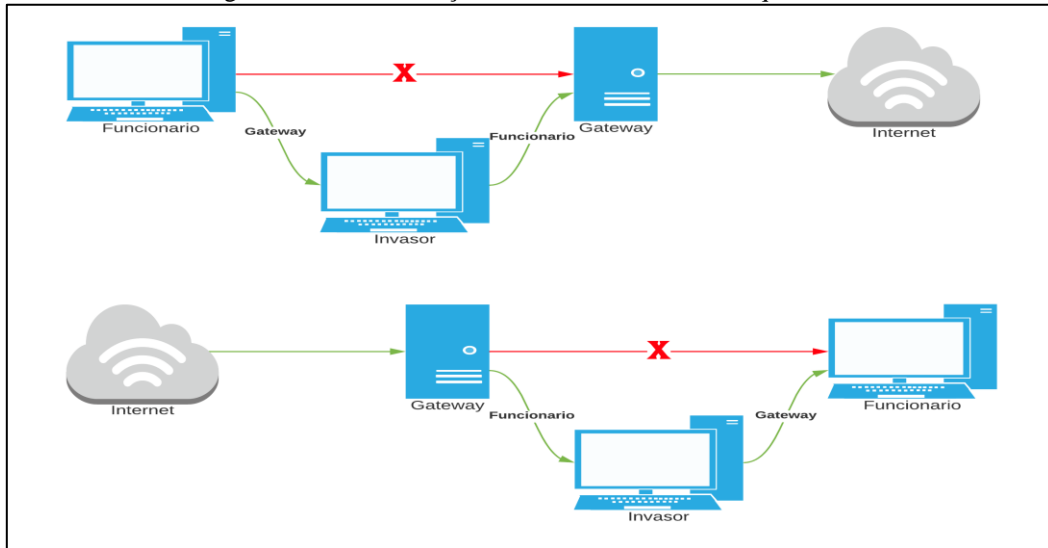 X
Funcionario
Gateway
Funcionario
Gateway
Internet
Invasor
X
Internet
Gateway
Funcionario
Gateway
Funcionario
Invasor